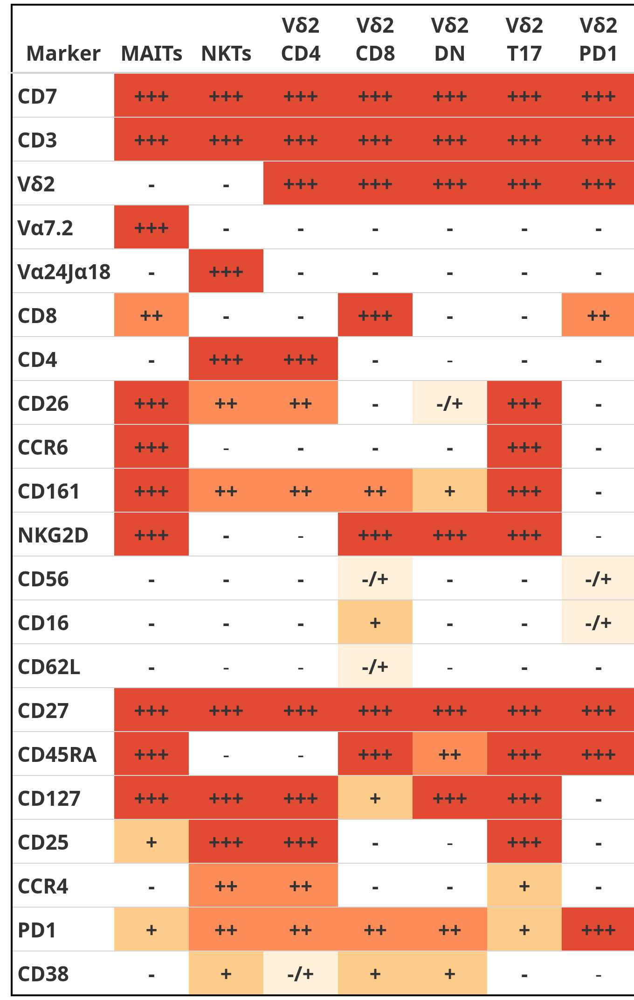 Marker MAITs NKTs Vδ2 CD4 Vδ2 CD8 Vδ2 DN Vδ2 T17 Vδ2 PD1
CD7 +++ +++ +++ +++ +++ +++ +++
CD3 +++ +++ +++ +++ +++ +++ +++
Vδ2 - - +++ +++ +++ +++ +++
Vα7.2 +++ - - - - - -
Vα24Jα18 - +++ - - - - -
CD8 ++ - - +++ - - ++
CD4 - +++ +++ - - - -
CD26 +++ ++ ++ - -/+ +++ -
CCR6 +++ - - - - +++ -
CD161 +++ ++ ++ ++ + +++ -
NKG2D +++ - - +++ +++ +++ -
CD56 - - - -/+ - - -/+
CD16 - - - + - - -/+
CD62L - - - -/+ - - -
CD27 +++ +++ +++ +++ +++ +++ +++
CD45RA +++ - - +++ ++ +++ +++
CD127 +++ +++ +++ + +++ +++ -
CD25 + +++ +++ - - +++ -
CCR4 - ++ ++ - - + -
PD1 + ++ ++ ++ ++ + +++
CD38 - + -/+ + + - -